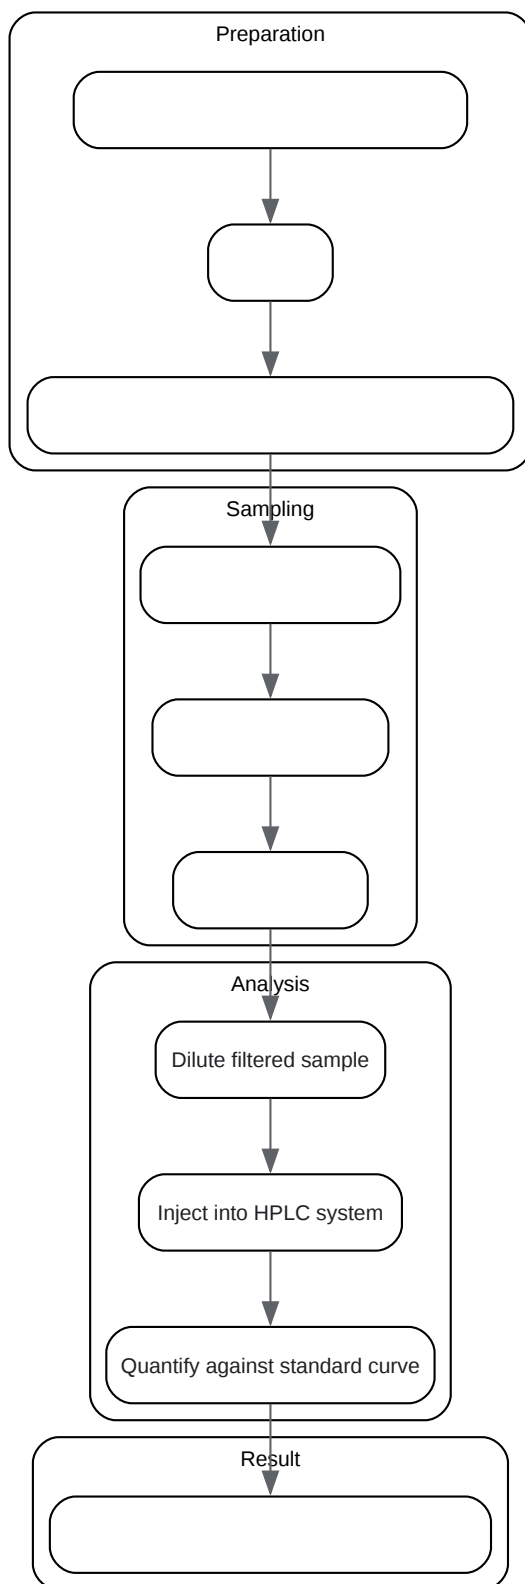 Preparation
Sampling
Analysis
Dilute filtered sample
Inject into HPLC system
Quantify against standard curve
Result